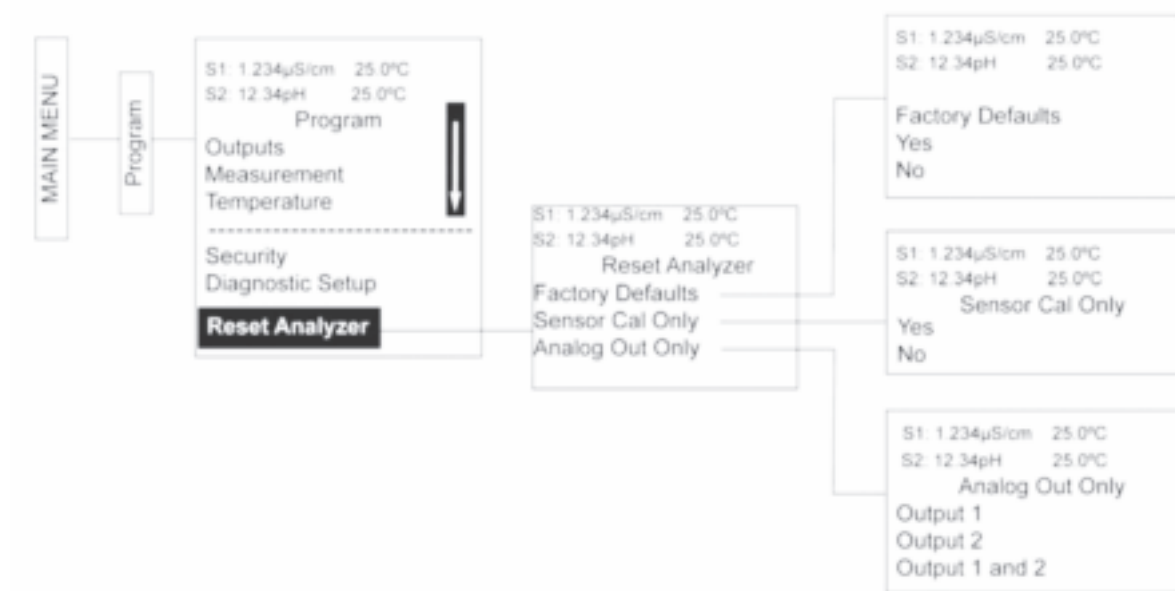 MAIN MENU
Program
S1: 1.234µS/cm 25.0ºC
S2: 12.34pH 25.0ºC
Program
Outputs
Measurement
Temperature
Security
Diagnostic Setup
Reset Analyzer
S1: 1.234µS/cm 25.0ºC
S2: 12.34pH 25.0ºC
Reset Analyzer
Factory Defaults
Sensor Cal Only
Analog Out Only
S1: 1.234µS/cm 25.0ºC
S2: 12.34pH 25.0ºC
Factory Defaults
Yes
No
S1: 1.234µS/cm 25.0ºC
S2: 12.34pH 25.0ºC
Sensor Cal Only
Yes
No
S1: 1.234µS/cm 25.0ºC
S2: 12.34pH 25.0ºC
Analog Out Only
Output 1
Output 2
Output 1 and 2